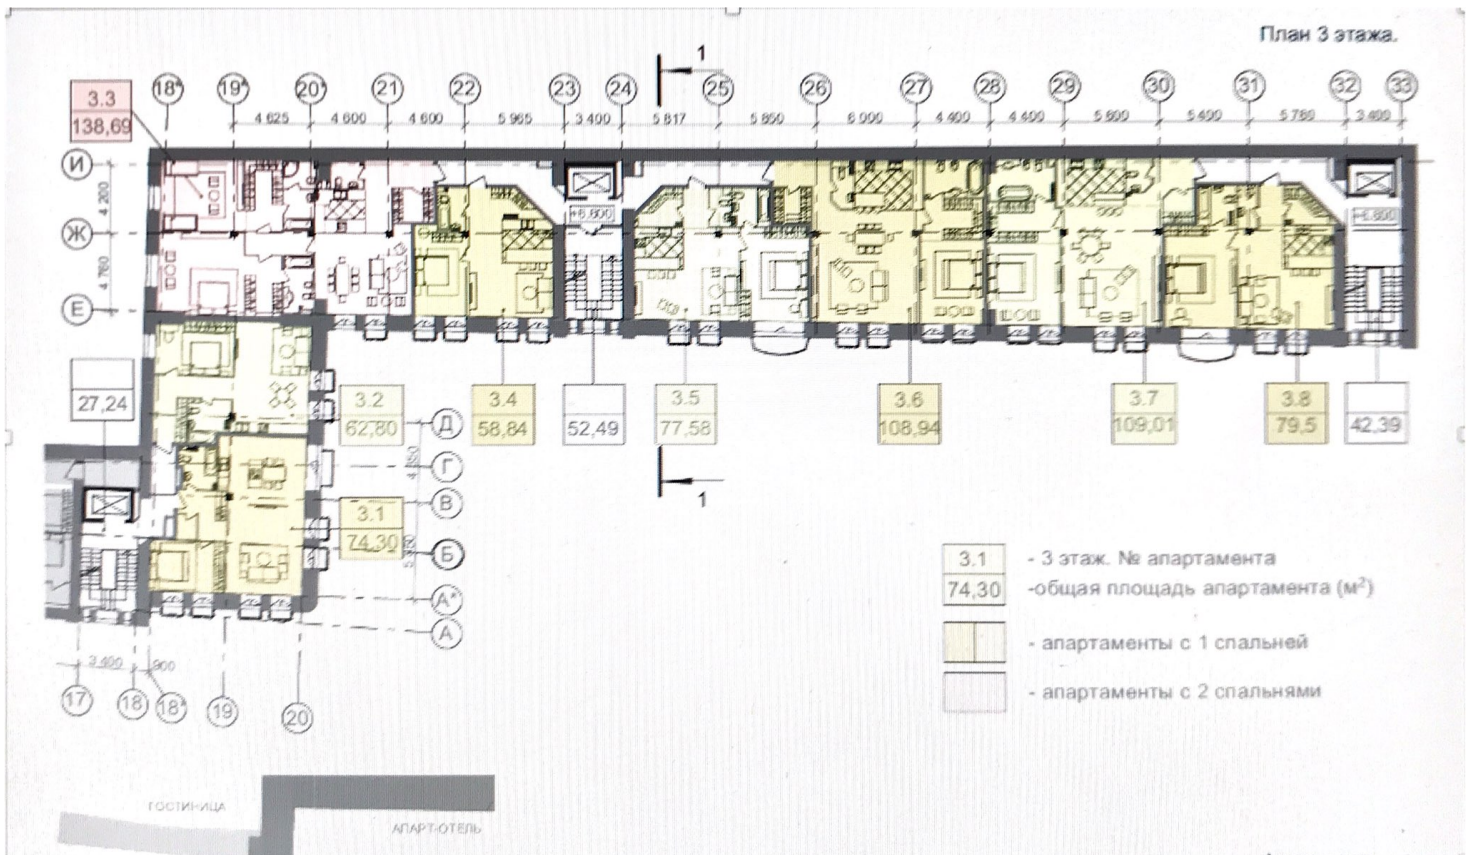 План 3 этажа.
1
3.3
138,69
18* 19* 20* 21 22 23 24 25 26 27 28 29 30 31 32 33
4 625 4 600 4 600 5 965 3 400 5 817 5 850 6 000 4 400 4 400 5 600 5 400 5 760 3 400
И
4 200
Ж
4 760
Е
+6.600
+6.600
27,24
3.2
62,80
3.4
58,84
52,49
3.5
77,58
3.6
108,94
3.7
109,01
3.8
79,5
42,39
Д
Г
В
Б
А*
А
3.1
74,30
1
3.1 - 3 этаж. № апартамента
74,30 -общая площадь апартамента (м²)
- апартаменты с 1 спальней
- апартаменты с 2 спальнями
3 400 900
17 18 18* 19 20
ГОСТИНИЦА
АПАРТ-ОТЕЛЬ